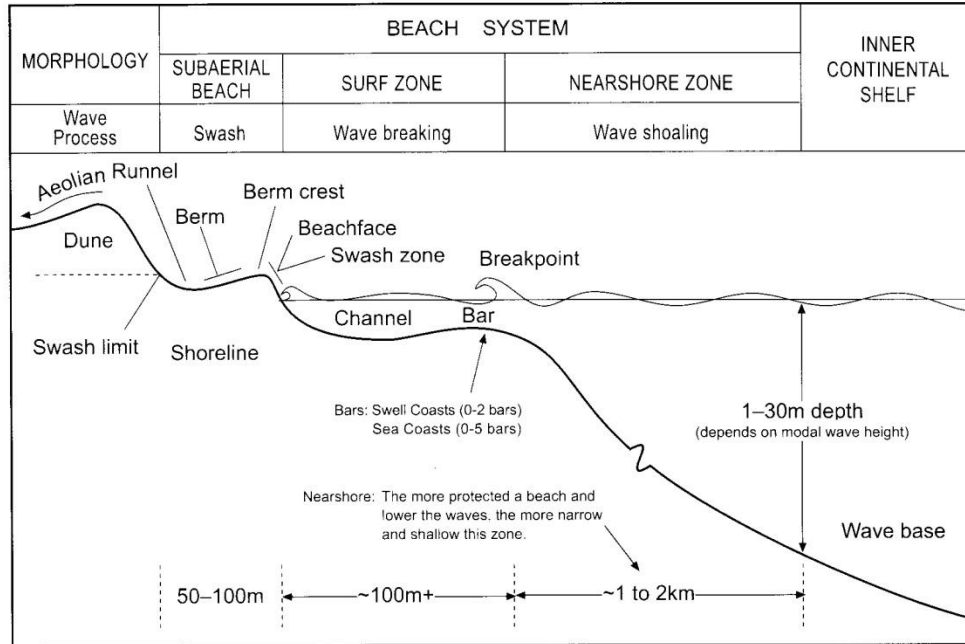 BEACH SYSTEM
MORPHOLOGY
SUBAERIAL
BEACH
SURF ZONE
NEARSHORE ZONE
INNER
CONTINENTAL
SHELF
Wave
Process
Swash
Wave breaking
Wave shoaling
Aeolian
Runnel
Berm crest
Berm
Beachface
Dune
Swash zone
Breakpoint
Channel
Bar
Swash limit
Shoreline
Bars: Swell Coasts (0-2 bars)
Sea Coasts (0-5 bars)
1–30m depth
(depends on modal wave height)
Nearshore: The more protected a beach and
lower the waves, the more narrow
and shallow this zone.
Wave base
50–100m
~100m+
~1 to 2km